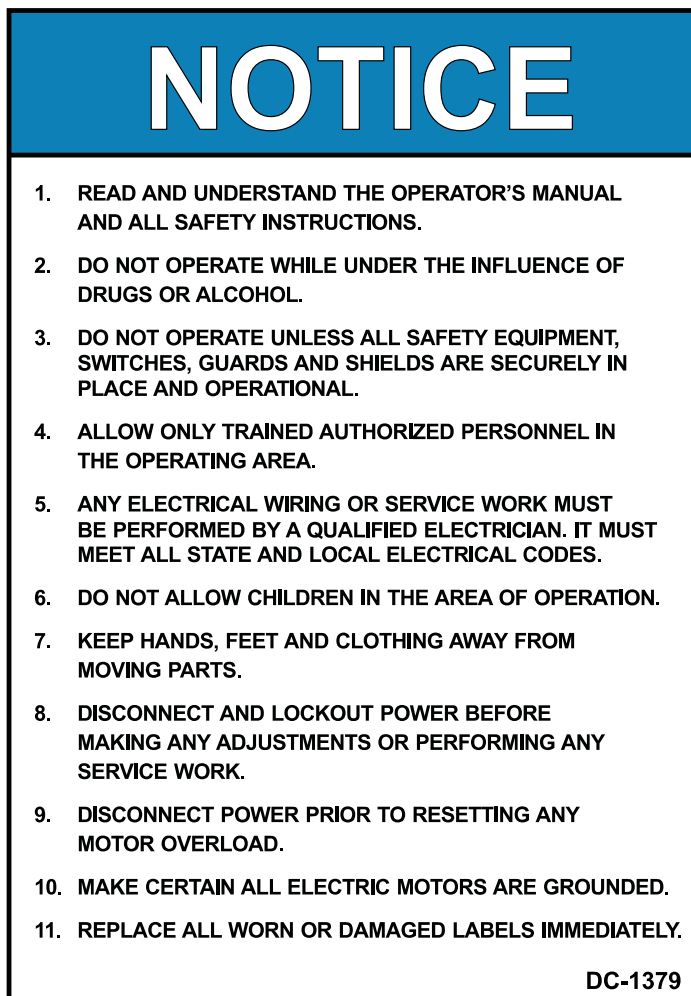 NOTICE
1. READ AND UNDERSTAND THE OPERATOR’S MANUAL
AND ALL SAFETY INSTRUCTIONS.
2. DO NOT OPERATE WHILE UNDER THE INFLUENCE OF
DRUGS OR ALCOHOL.
3. DO NOT OPERATE UNLESS ALL SAFETY EQUIPMENT,
SWITCHES, GUARDS AND SHIELDS ARE SECURELY IN
PLACE AND OPERATIONAL.
4. ALLOW ONLY TRAINED AUTHORIZED PERSONNEL IN
THE OPERATING AREA.
5. ANY ELECTRICAL WIRING OR SERVICE WORK MUST
BE PERFORMED BY A QUALIFIED ELECTRICIAN. IT MUST
MEET ALL STATE AND LOCAL ELECTRICAL CODES.
6. DO NOT ALLOW CHILDREN IN THE AREA OF OPERATION.
7. KEEP HANDS, FEET AND CLOTHING AWAY FROM
MOVING PARTS.
8. DISCONNECT AND LOCKOUT POWER BEFORE
MAKING ANY ADJUSTMENTS OR PERFORMING ANY
SERVICE WORK.
9. DISCONNECT POWER PRIOR TO RESETTING ANY
MOTOR OVERLOAD.
10. MAKE CERTAIN ALL ELECTRIC MOTORS ARE GROUNDED.
11. REPLACE ALL WORN OR DAMAGED LABELS IMMEDIATELY.
DC-1379